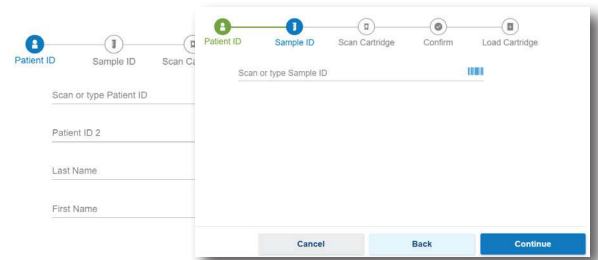 Patient ID
Sample ID
Scan Ca
Scan or type Patient ID
Patient ID 2
Last Name
First Name
Patient ID
Sample ID
Scan Cartridge
Confirm
Load Cartridge
Scan or type Sample ID
Cancel
Back
Continue